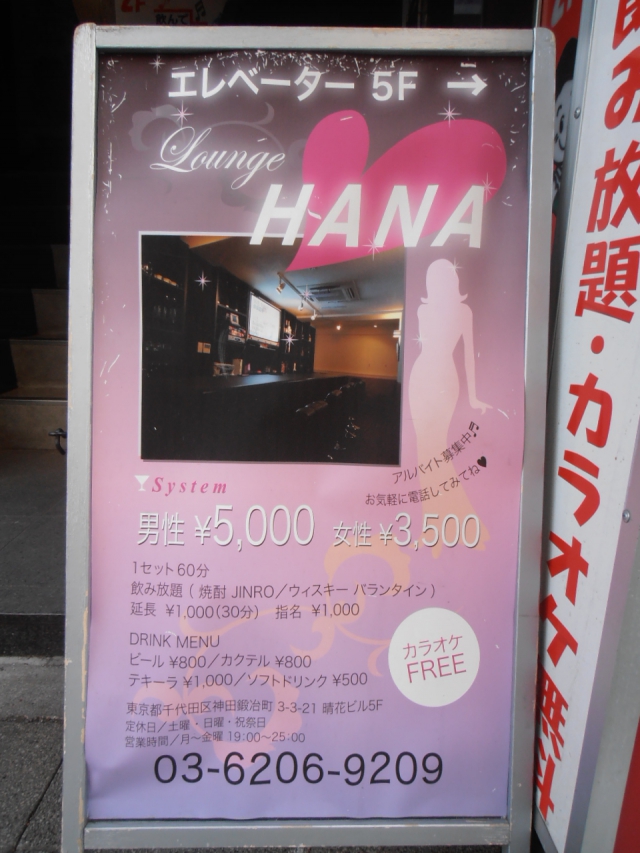 エレベーター 5F →
Lounge
HANA
アルバイト募集中♬
お気軽に電話してみてね♥
System
男性 ¥5,000 女性 ¥3,500
1セット60分
飲み放題 ( 焼酎 JINRO／ウィスキー バランタイン )
延長 ¥1,000(30分) 指名 ¥1,000
DRINK MENU
ビール ¥800／カクテル ¥800
テキーラ ¥1,000／ソフトドリンク ¥500
カラオケ
FREE
東京都千代田区神田鍛冶町 3-3-21 晴花ビル5F
定休日／土曜・日曜・祝祭日
営業時間／月〜金曜 19:00〜25:00
03-6206-9209
飲み放題・カラオケ無料